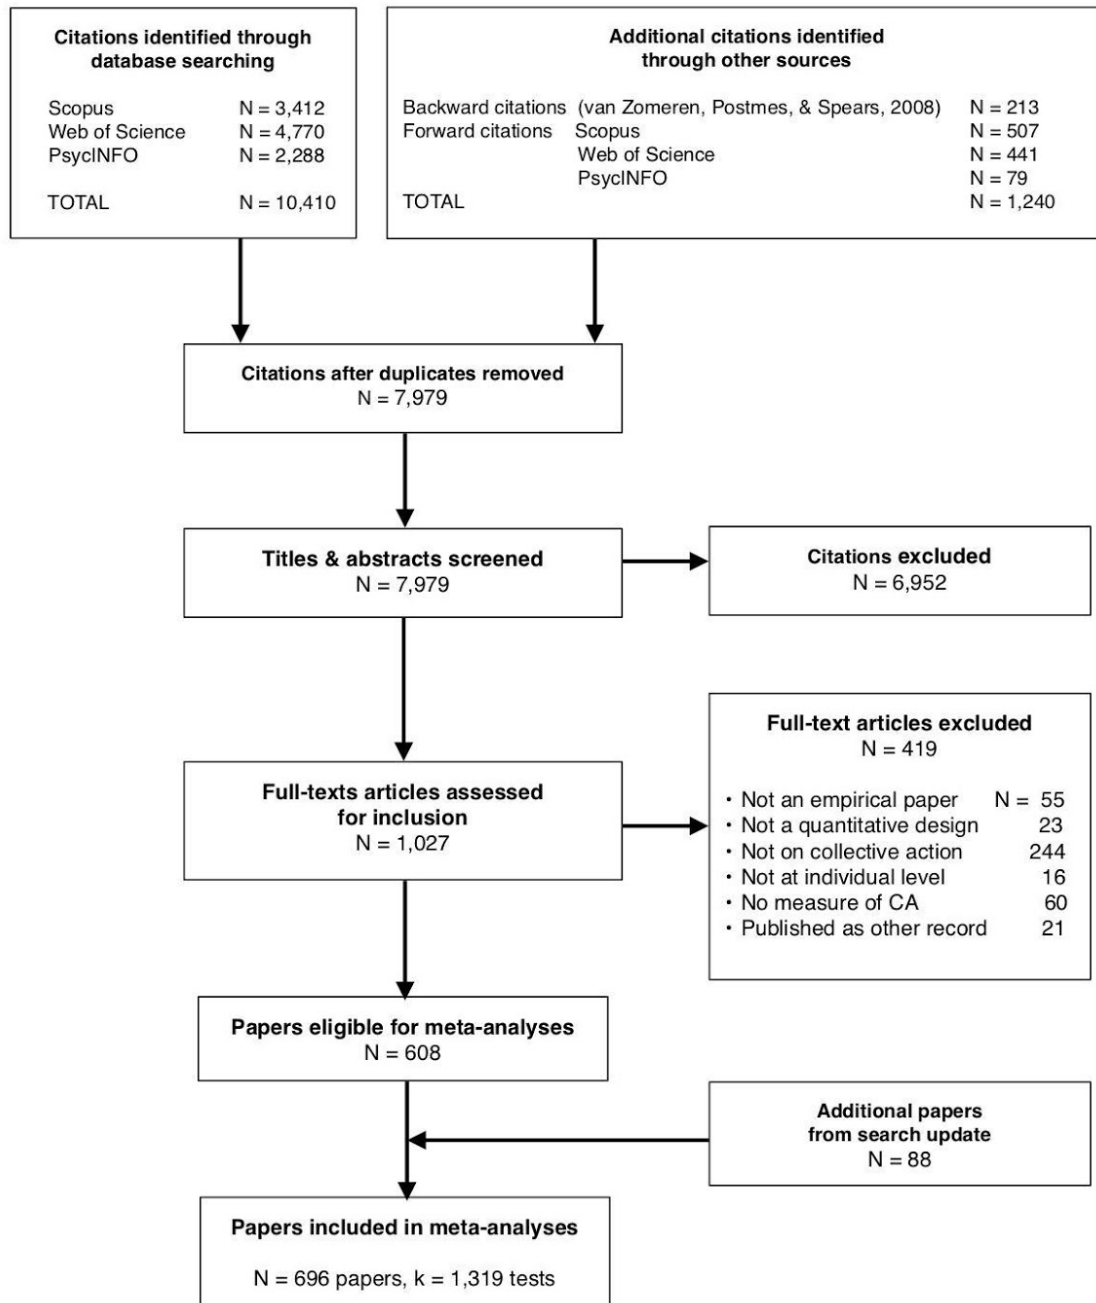 Citations identified through
database searching
Scopus N = 3,412
Web of Science N = 4,770
PsycINFO N = 2,288
TOTAL N = 10,410
Additional citations identified
through other sources
Backward citations (van Zomeren, Postmes, & Spears, 2008) N = 213
Forward citations Scopus N = 507
Web of Science N = 441
PsycINFO N = 79
TOTAL N = 1,240
Citations after duplicates removed
N = 7,979
Titles & abstracts screened
N = 7,979
Citations excluded
N = 6,952
Full-text articles excluded
N = 419
· Not an empirical paper N = 55
· Not a quantitative design 23
· Not on collective action 244
· Not at individual level 16
· No measure of CA 60
· Published as other record 21
Full-texts articles assessed
for inclusion
N = 1,027
Papers eligible for meta-analyses
N = 608
Additional papers
from search update
N = 88
Papers included in meta-analyses
N = 696 papers, k = 1,319 tests